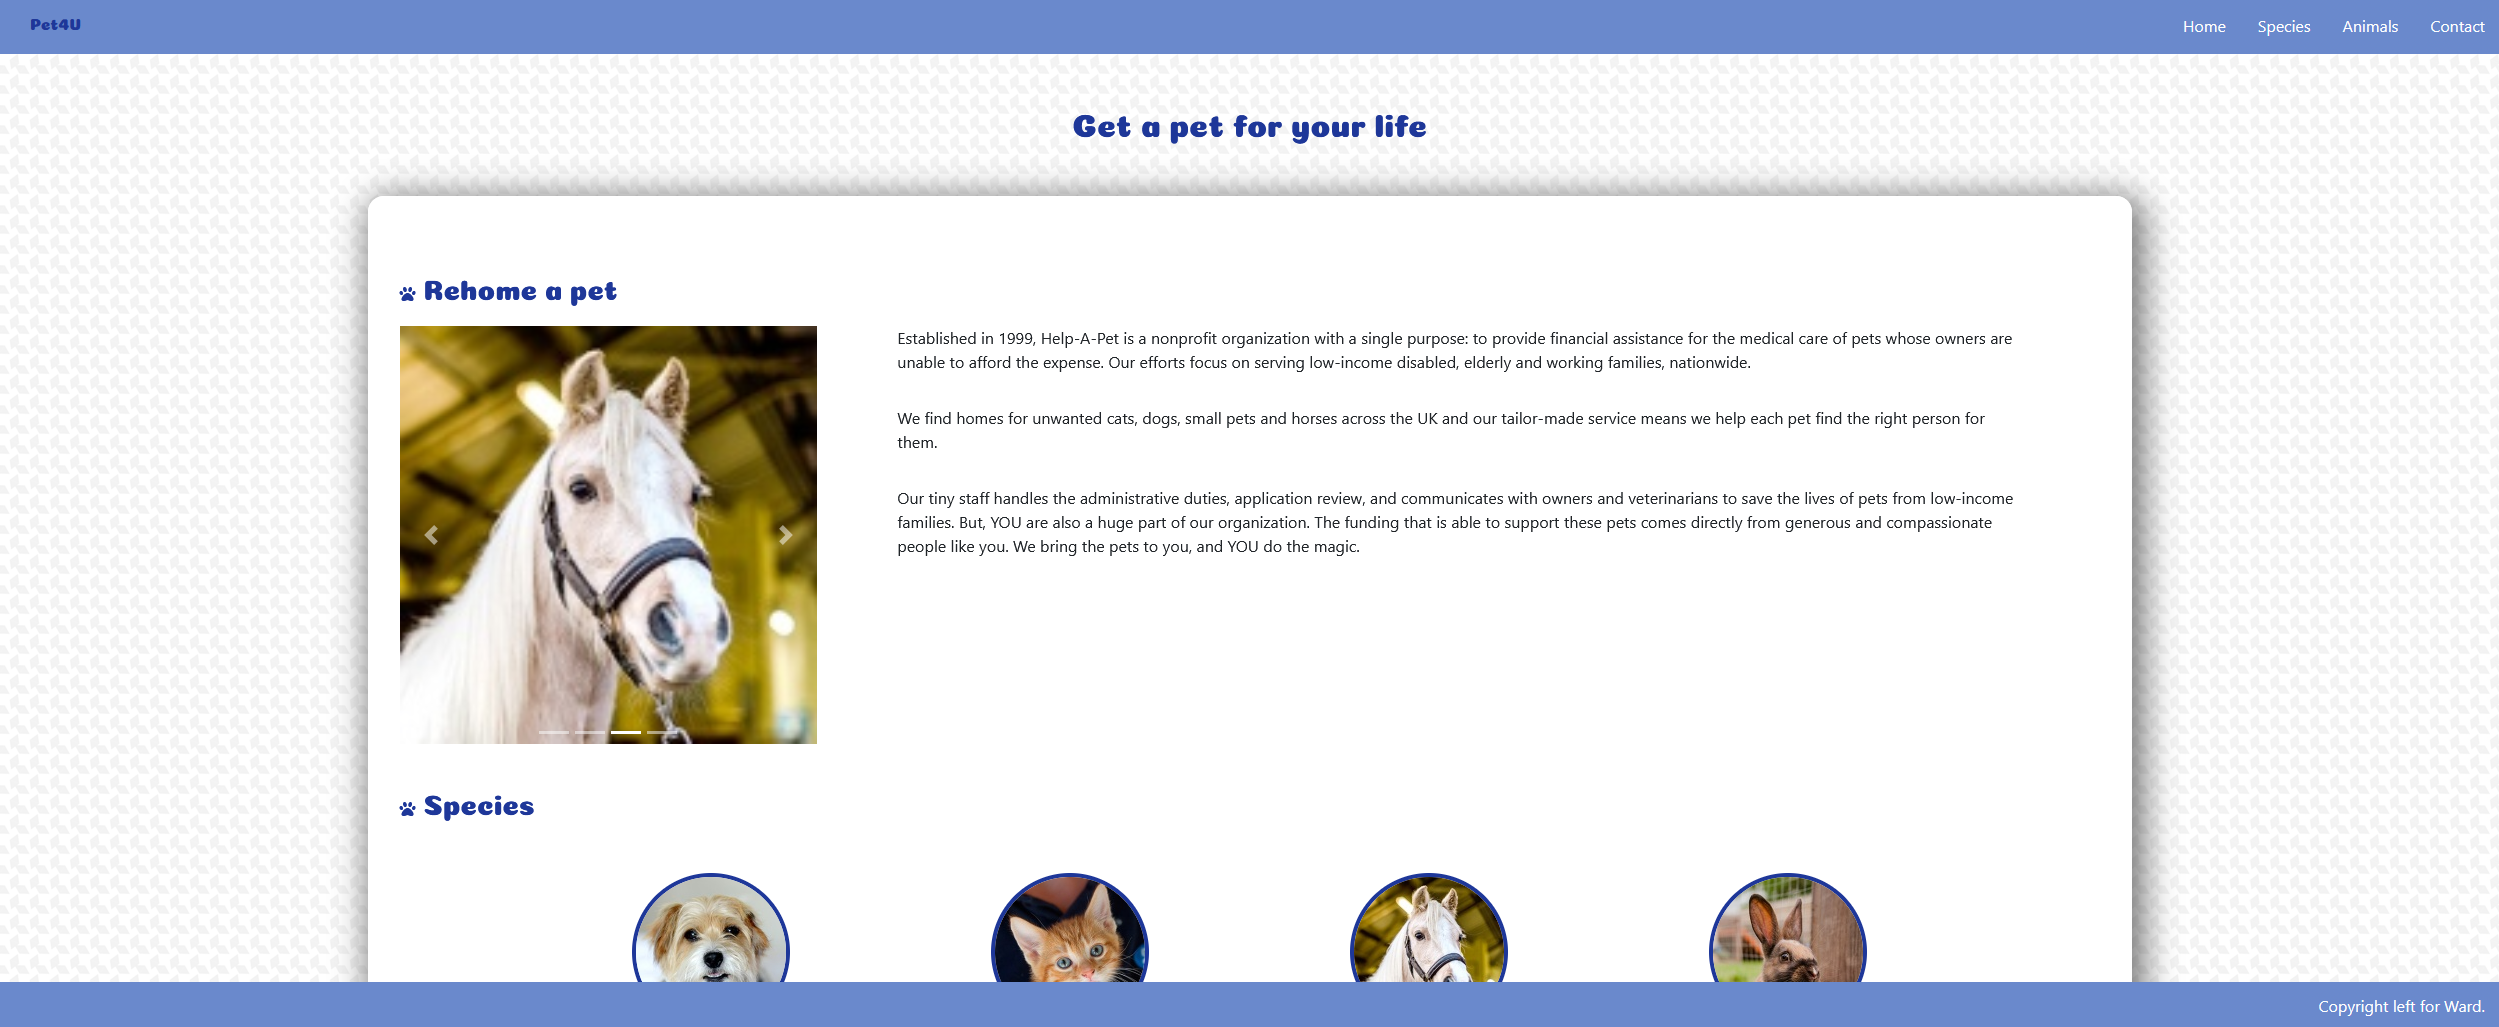 Pet4U
Home Species Animals Contact
Get a pet for your life
Rehome a pet
Established in 1999, Help-A-Pet is a nonprofit organization with a single purpose: to provide financial assistance for the medical care of pets whose owners are
unable to afford the expense. Our efforts focus on serving low-income disabled, elderly and working families, nationwide.
We find homes for unwanted cats, dogs, small pets and horses across the UK and our tailor-made service means we help each pet find the right person for
them.
Our tiny staff handles the administrative duties, application review, and communicates with owners and veterinarians to save the lives of pets from low-income
families. But, YOU are also a huge part of our organization. The funding that is able to support these pets comes directly from generous and compassionate
people like you. We bring the pets to you, and YOU do the magic.
Species
Copyright left for Ward.